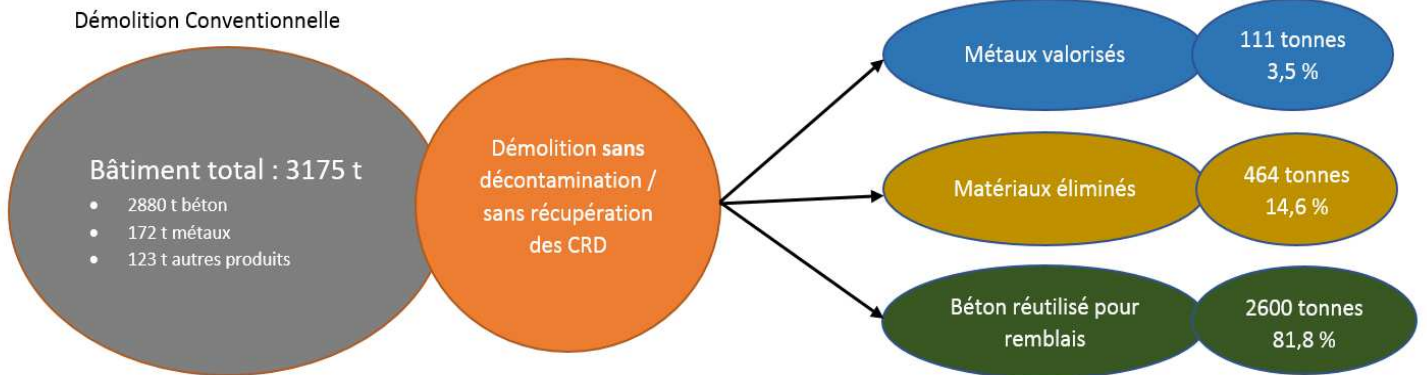 Démolition Conventionnelle
Bâtiment total : 3175 t
• 2880 t béton
• 172 t métaux
• 123 t autres produits
Démolition sans
décontamination /
sans récupération
des CRD
Métaux valorisés
111 tonnes
3,5 %
Matériaux éliminés
464 tonnes
14,6 %
Béton réutilisé pour
remblais
2600 tonnes
81,8 %